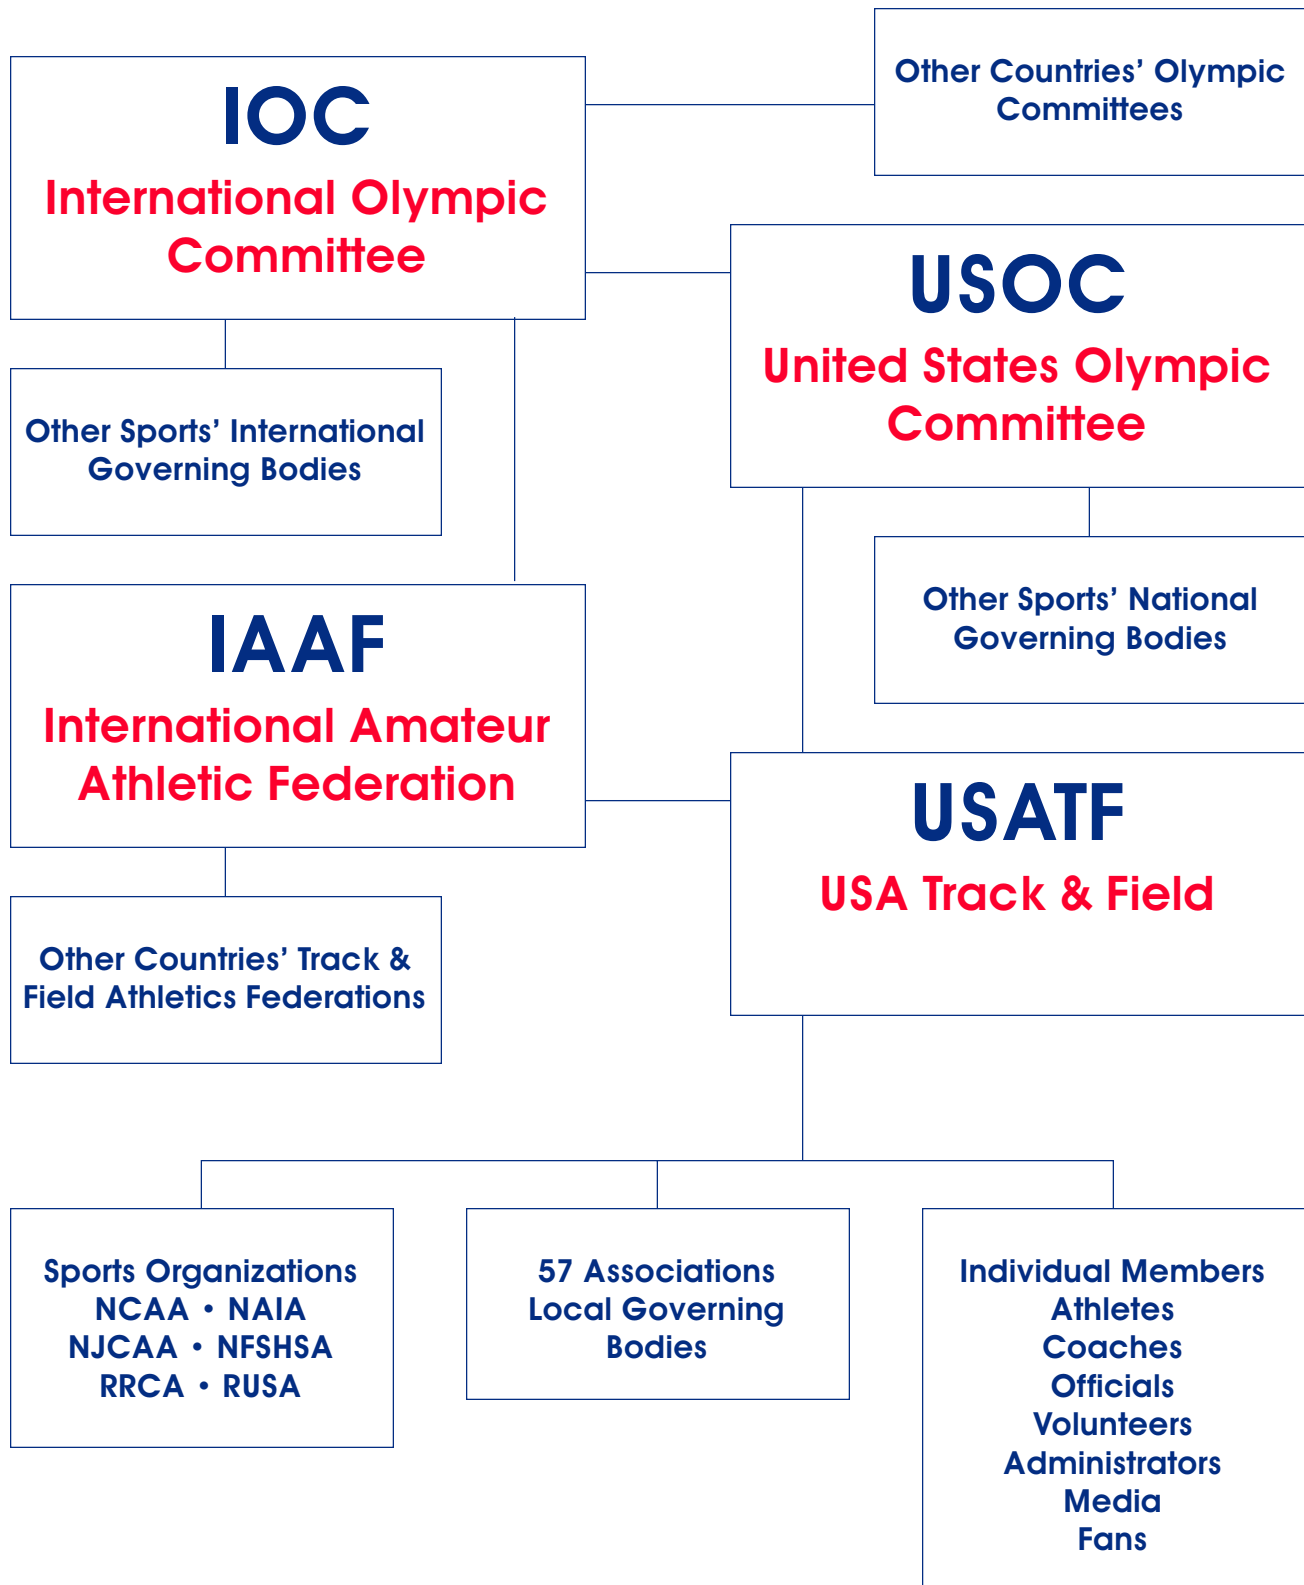 Other Countries’ Olympic
Committees
IOC
International Olympic
Committee
USOC
United States Olympic
Committee
Other Sports’ International
Governing Bodies
Other Sports’ National
Governing Bodies
IAAF
International Amateur
Athletic Federation
USATF
USA Track & Field
Other Countries’ Track &
Field Athletics Federations
Sports Organizations
NCAA • NAIA
NJCAA • NFSHSA
RRCA • RUSA
57 Associations
Local Governing
Bodies
Individual Members
Athletes
Coaches
Officials
Volunteers
Administrators
Media
Fans